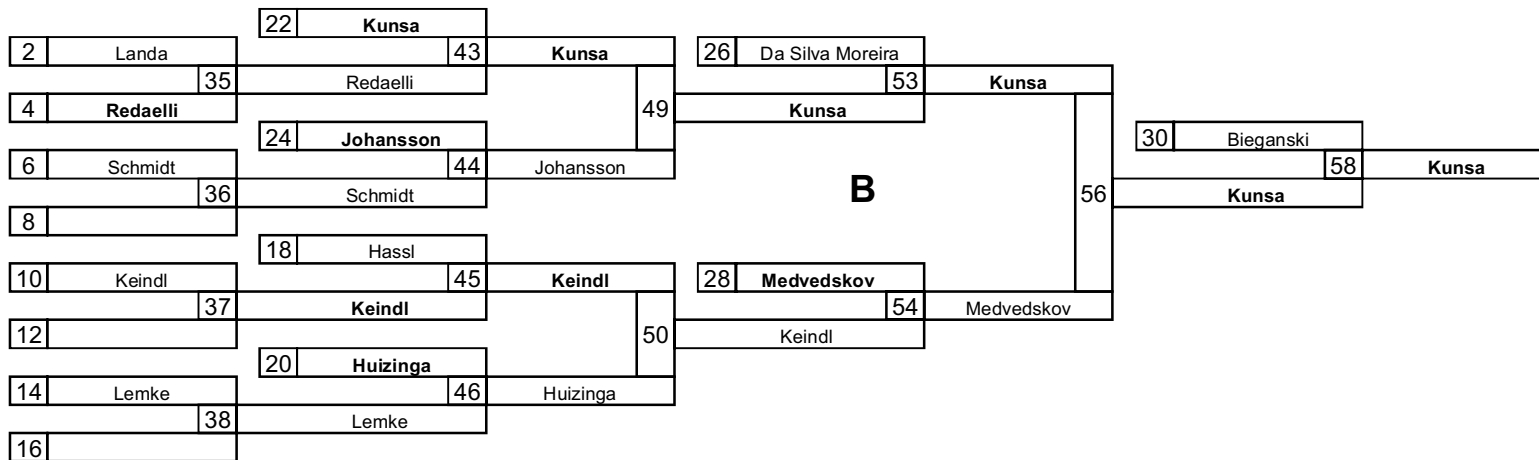 22 Kunsa
2 Landa 43 Kunsa 26 Da Silva Moreira
35 Redaelli 53 Kunsa
4 Redaelli 49 Kunsa
24 Johansson 30 Bieganski
6 Schmidt 44 Johansson 58 Kunsa
36 Schmidt B 56 Kunsa
8
18 Hassl
10 Keindl 45 Keindl 28 Medvedskov
37 Keindl 54 Medvedskov
12 50 Keindl
20 Huizinga
14 Lemke 46 Huizinga
38 Lemke
16